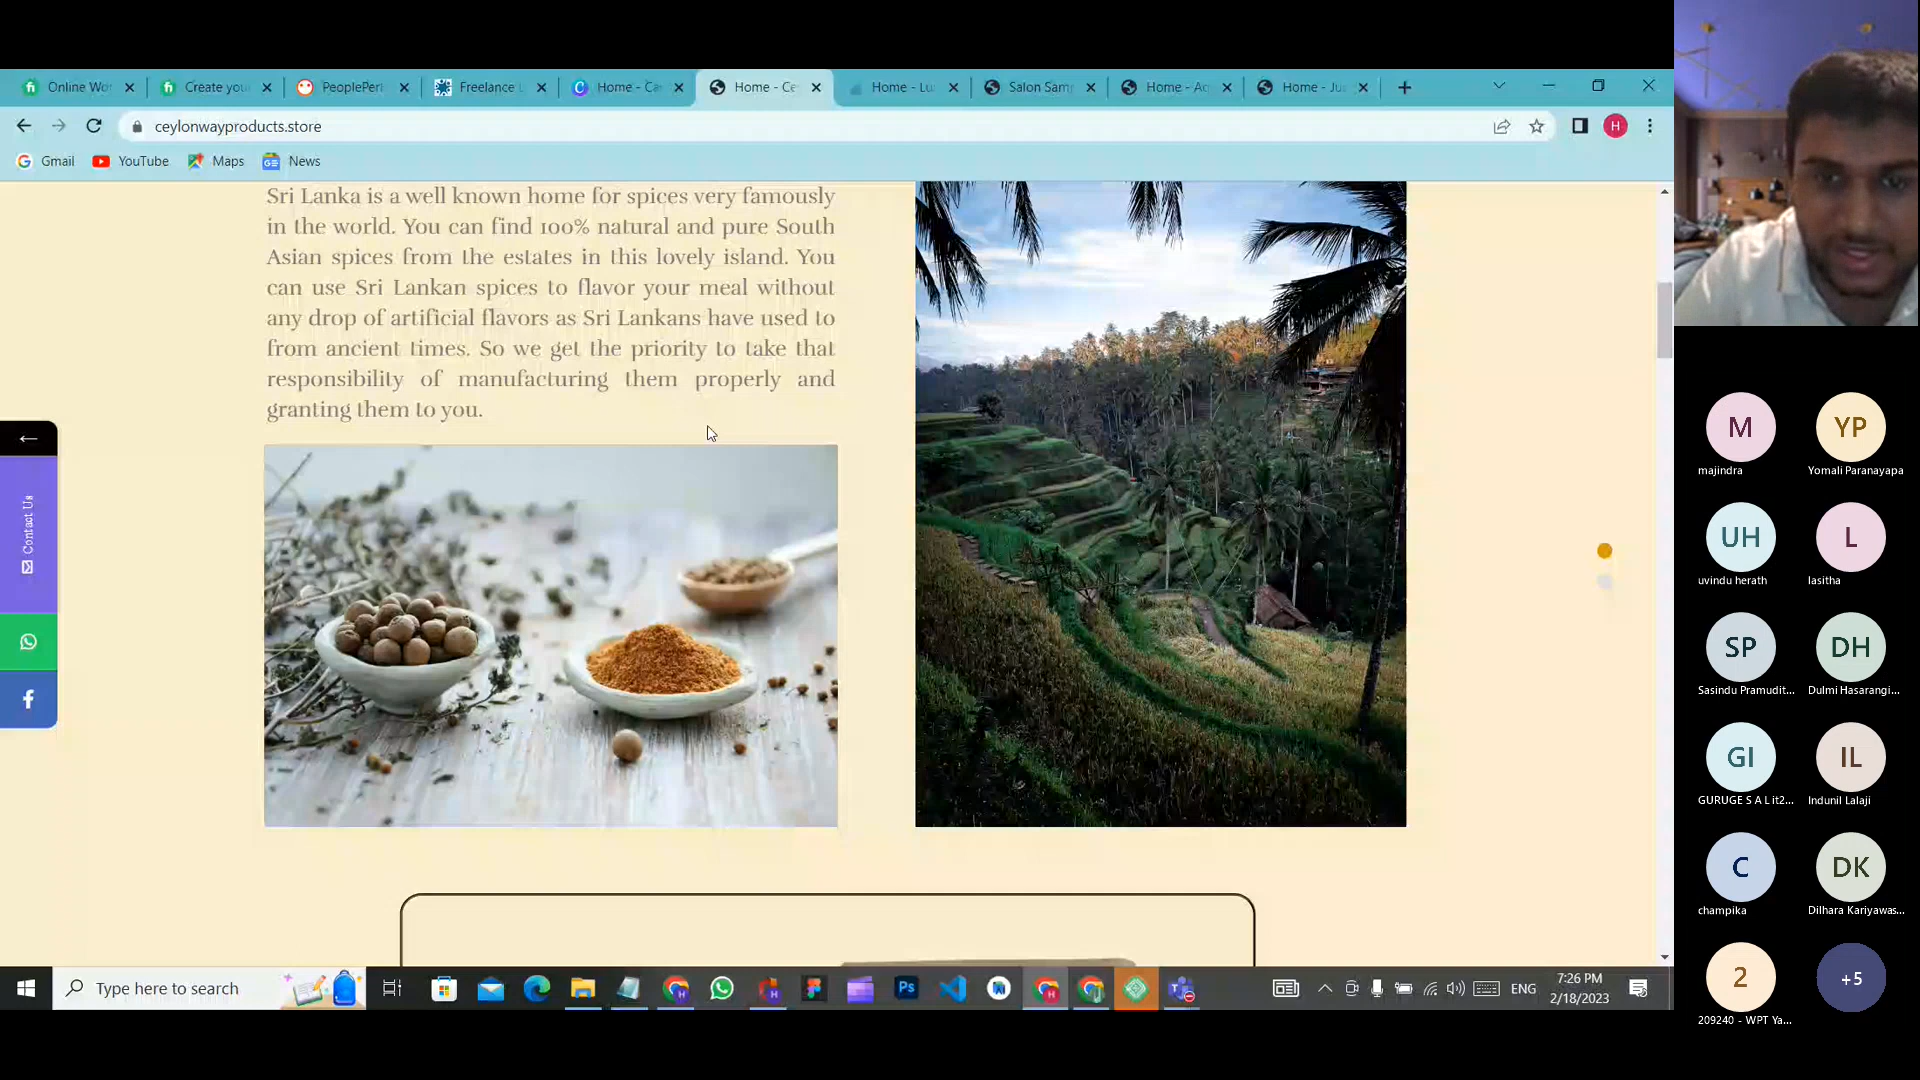 Online Wor
Create you
PeoplePer
Freelance
Home - Ca
Home - Ce
Home - Lu
Salon Sam
Home - Ac
Home - Ju
ceylonwayproducts.store
H
Gmail
YouTube
Maps
News
Sri Lanka is a well known home for spices very famously
in the world. You can find 100% natural and pure South
Asian spices from the estates in this lovely island. You
can use Sri Lankan spices to flavor your meal without
any drop of artificial flavors as Sri Lankans have used to
from ancient times. So we get the priority to take that
responsibility of manufacturing them properly and
granting them to you.
Contact Us
M
majindra
YP
Yomali Paranayapa
UH
uvindu herath
L
lasitha
SP
Sasindu Pramudit...
DH
Dulmi Hasarangi...
GI
GURUGE S A L it2...
IL
Indunil Lalaji
C
champika
DK
Dilhara Kariyawas...
2
209240 - WPT Ya...
+5
Type here to search
Ps
ENG
7:26 PM
2/18/2023